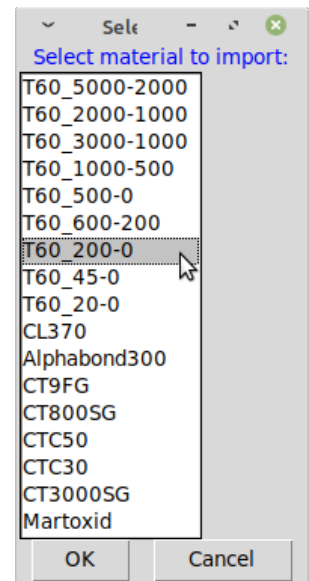 Sele
Select material to import:
T60_5000-2000
T60_2000-1000
T60_3000-1000
T60_1000-500
T60_500-0
T60_600-200
T60_200-0
T60_45-0
T60_20-0
CL370
Alphabond300
CT9FG
CT800SG
CTC50
CTC30
CT3000SG
Martoxid
OK Cancel